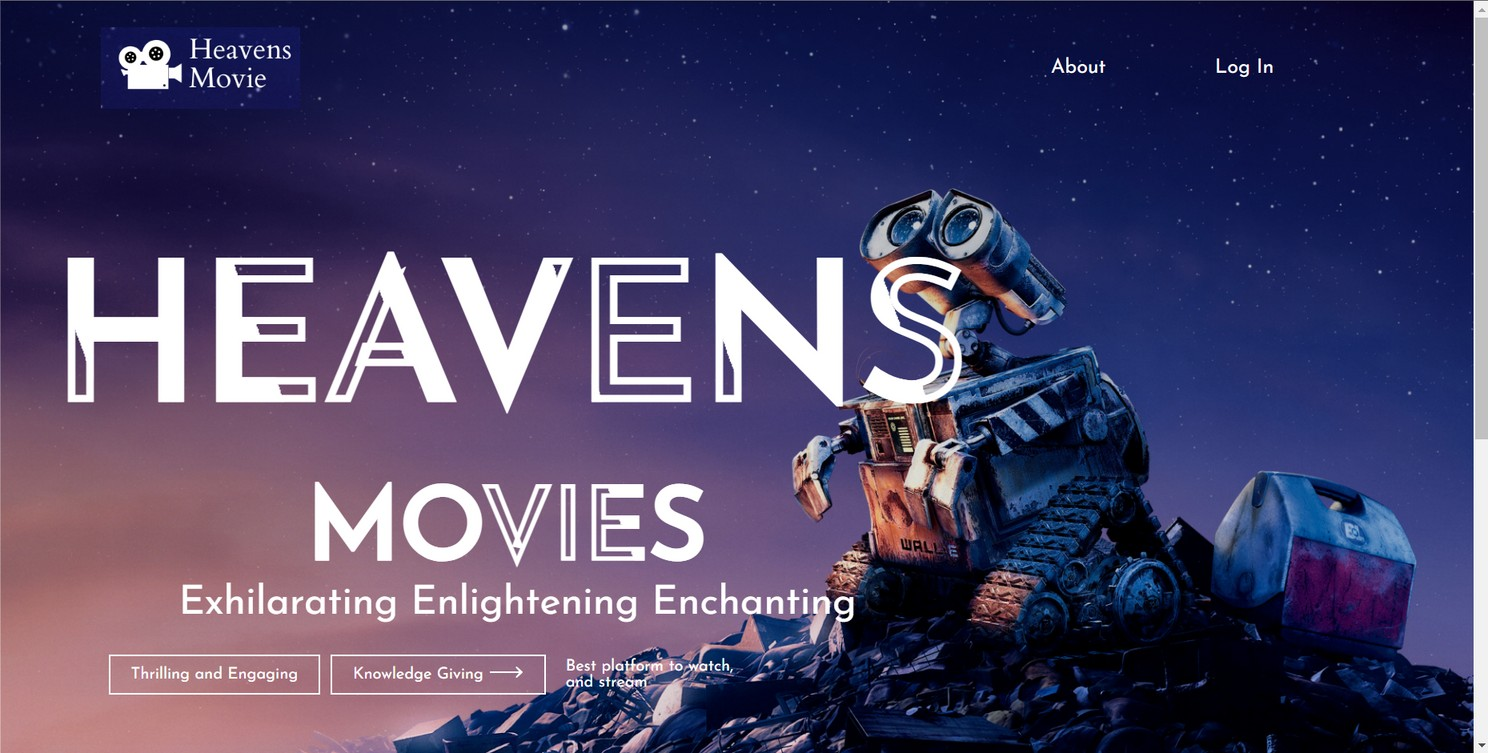 Heavens
Movie
About
Log In
HEAVENS
MOVIES
Exhilarating Enlightening Enchanting
WALL·E
Thrilling and Engaging
Knowledge Giving ⟶
Best platform to watch,
and stream